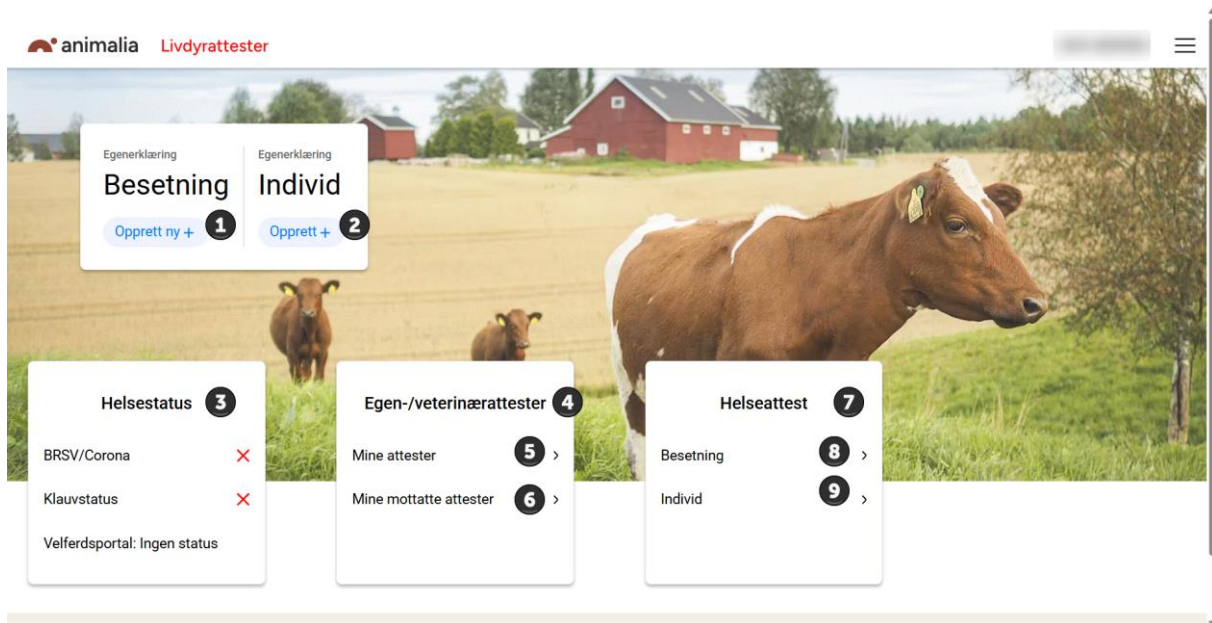 animalia Livdyrattester
Egenerklæring
Besetning
Opprett ny +
1
Egenerklæring
Individ
Opprett +
2
Helsestatus 3
BRSV/Corona
Klauvstatus
Velferdsportal: Ingen status
Egen-/veterinærattester 4
Mine attester 5
Mine mottatte attester 6
Helseattest 7
Besetning 8
Individ 9